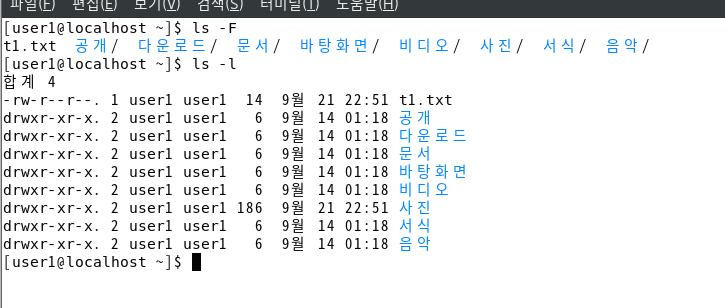 파일(F) 편집(E) 보기(V) 검색(S) 터미널(T) 도움말(H)
[user1@localhost ~]$ ls -F
t1.txt 공개/ 다운로드/ 문서/ 바탕화면/ 비디오/ 사진/ 서식/ 음악/
[user1@localhost ~]$ ls -l
합계 4
-rw-r--r--. 1 user1 user1  14  9월 21 22:51 t1.txt
drwxr-xr-x. 2 user1 user1   6  9월 14 01:18 공개
drwxr-xr-x. 2 user1 user1   6  9월 14 01:18 다운로드
drwxr-xr-x. 2 user1 user1   6  9월 14 01:18 문서
drwxr-xr-x. 2 user1 user1   6  9월 14 01:18 바탕화면
drwxr-xr-x. 2 user1 user1   6  9월 14 01:18 비디오
drwxr-xr-x. 2 user1 user1 186  9월 21 22:51 사진
drwxr-xr-x. 2 user1 user1   6  9월 14 01:18 서식
drwxr-xr-x. 2 user1 user1   6  9월 14 01:18 음악
[user1@localhost ~]$